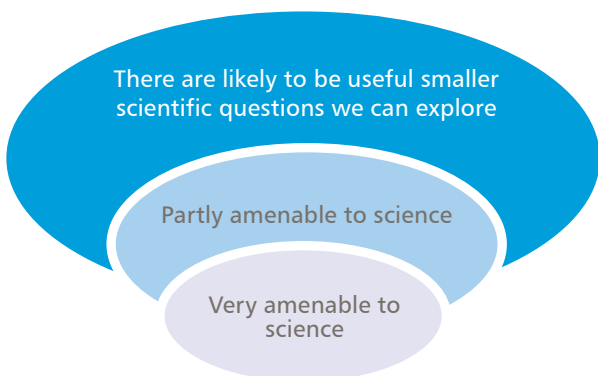 There are likely to be useful smaller
scientific questions we can explore
Partly amenable to science
Very amenable to
science